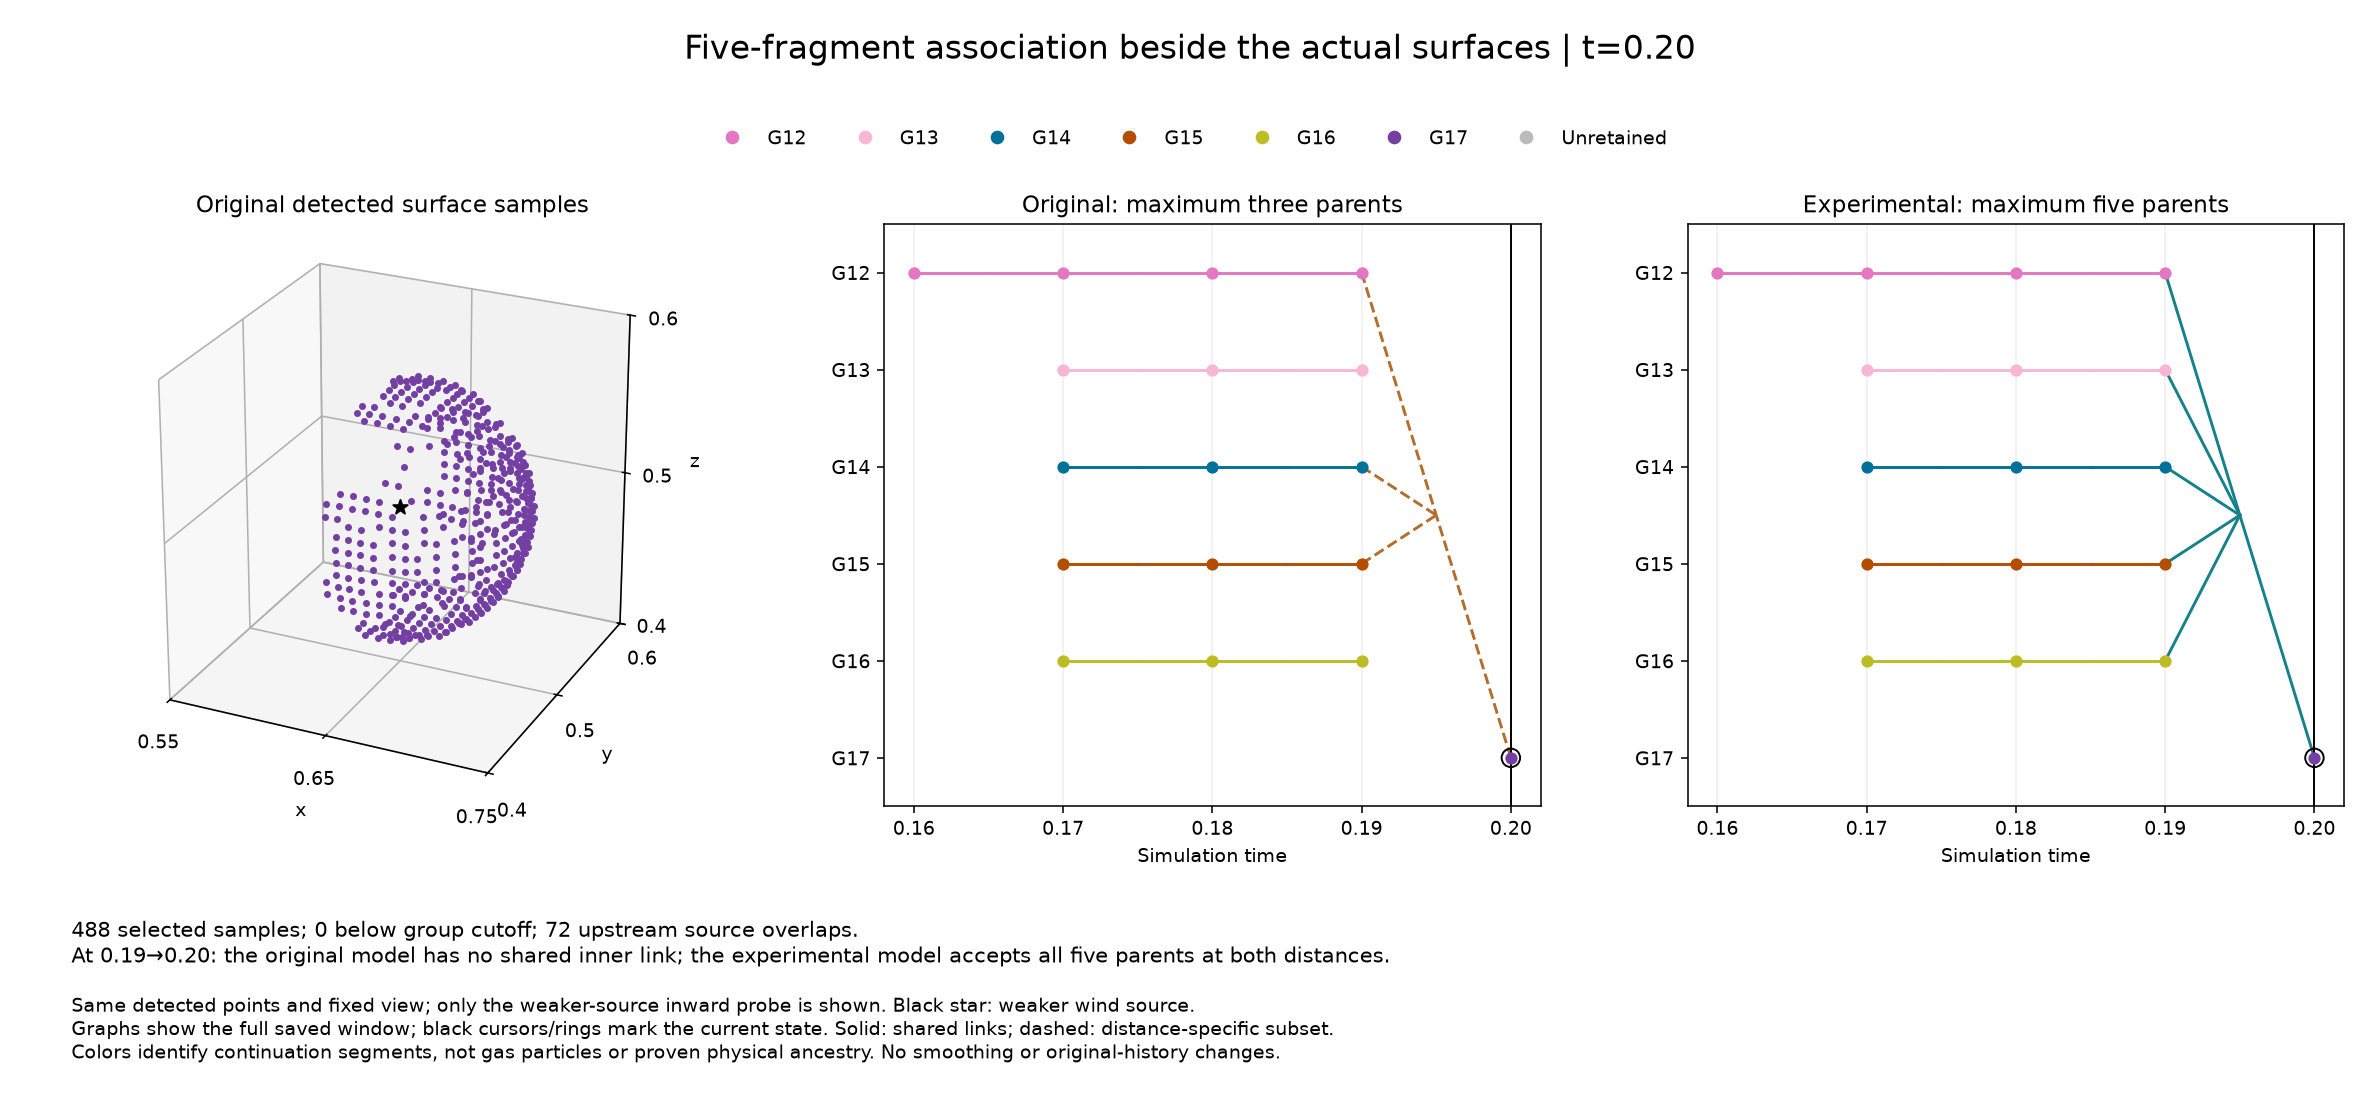 Five-fragment association beside the actual surfaces | t=0.20
G12 G13 G14 G15 G16 G17 Unretained
Original detected surface samples
0.6
0.5
z
0.4
0.6
0.5
y
0.4
0.55
0.65
x
0.75
Original: maximum three parents
G12
G13
G14
G15
G16
G17
0.16 0.17 0.18 0.19 0.20
Simulation time
Experimental: maximum five parents
G12
G13
G14
G15
G16
G17
0.16 0.17 0.18 0.19 0.20
Simulation time
488 selected samples; 0 below group cutoff; 72 upstream source overlaps.
At 0.19→0.20: the original model has no shared inner link; the experimental model accepts all five parents at both distances.
Same detected points and fixed view; only the weaker-source inward probe is shown. Black star: weaker wind source.
Graphs show the full saved window; black cursors/rings mark the current state. Solid: shared links; dashed: distance-specific subset.
Colors identify continuation segments, not gas particles or proven physical ancestry. No smoothing or original-history changes.